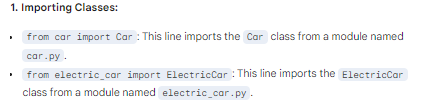 1. Importing Classes:
• from car import Car : This line imports the Car class from a module named
car.py .
• from electric_car import ElectricCar : This line imports the ElectricCar
class from a module named electric_car.py .